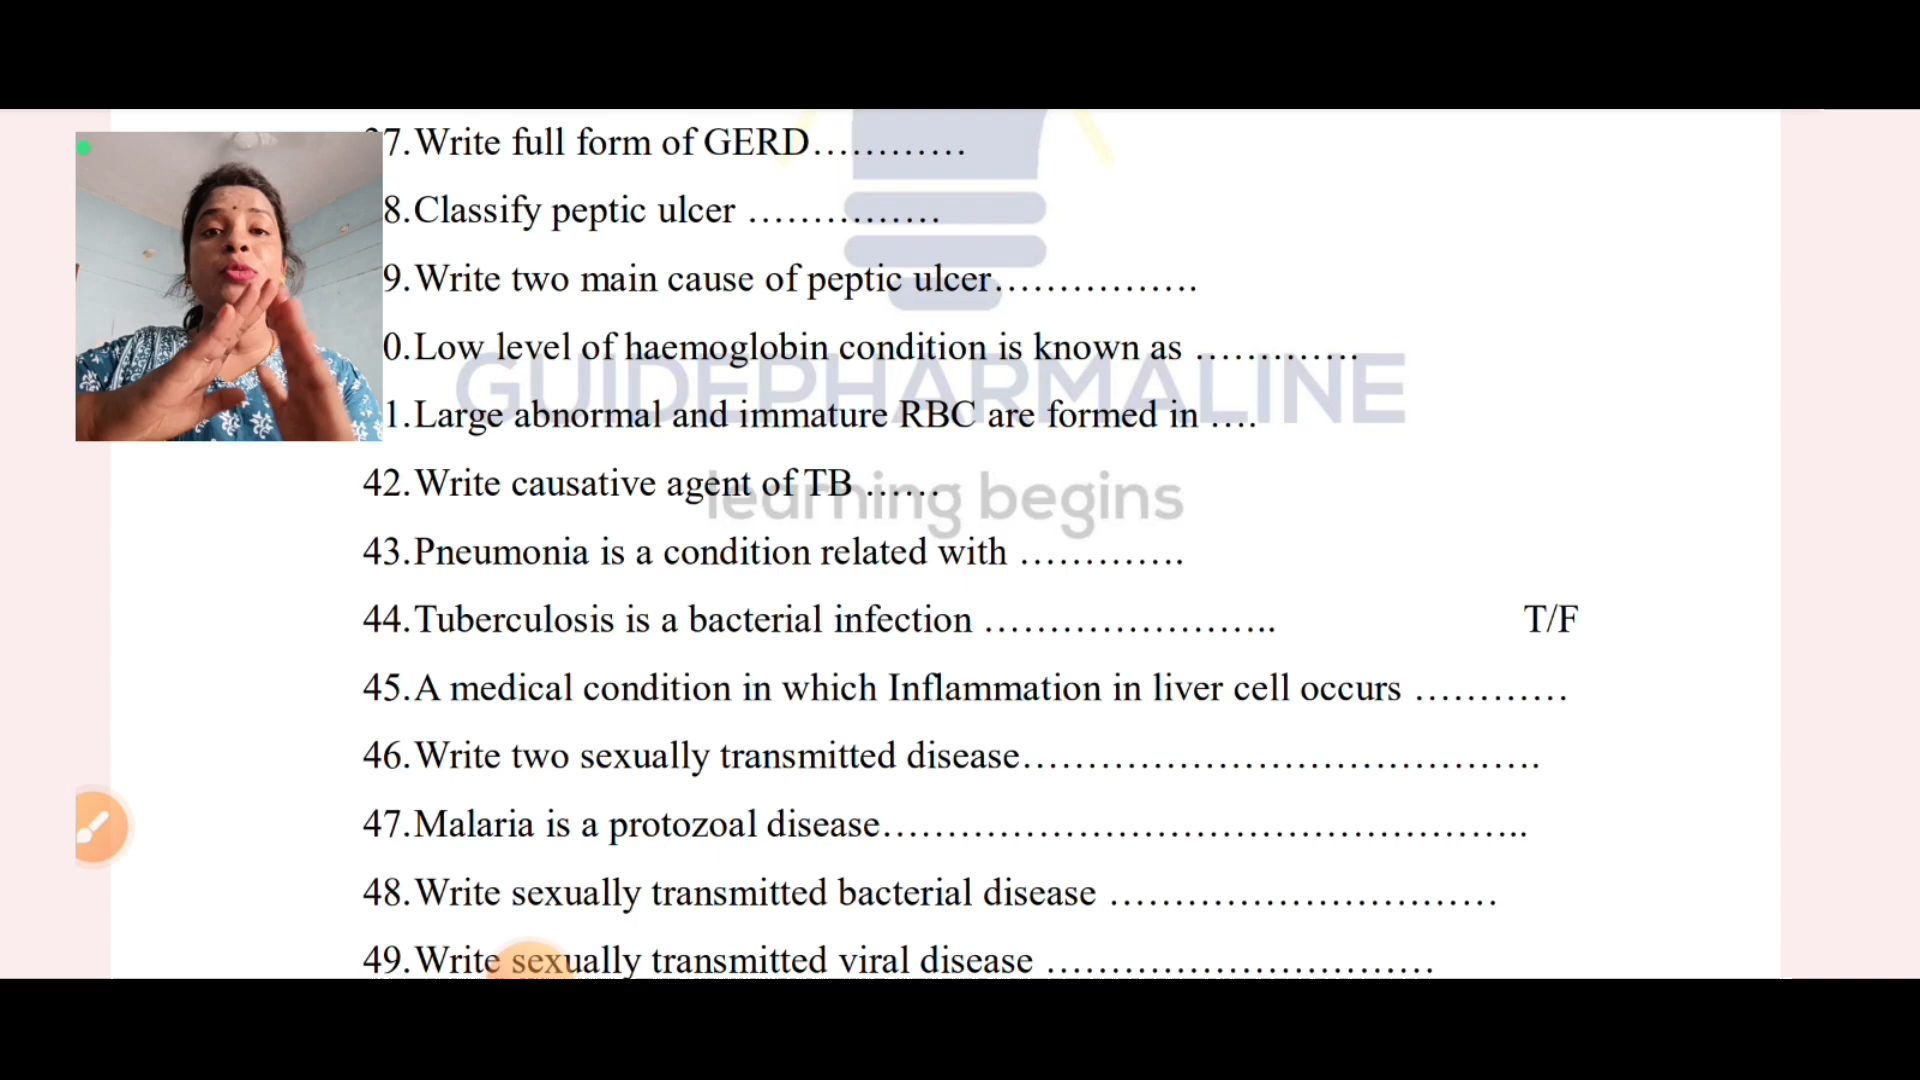 7.Write full form of GERD…………
8.Classify peptic ulcer ……………
9.Write two main cause of peptic ulcer…………….
0.Low level of haemoglobin condition is known as ………….
GUIDEPHARMALINE
1.Large abnormal and immature RBC are formed in ….
42.Write causative agent of TB ……
learning begins
43.Pneumonia is a condition related with ………….
44.Tuberculosis is a bacterial infection ………………….. T/F
45.A medical condition in which Inflammation in liver cell occurs …………
46.Write two sexually transmitted disease………………………………….
47.Malaria is a protozoal disease…………………………………………..
48.Write sexually transmitted bacterial disease …………………………
49.Write sexually transmitted viral disease …………………………